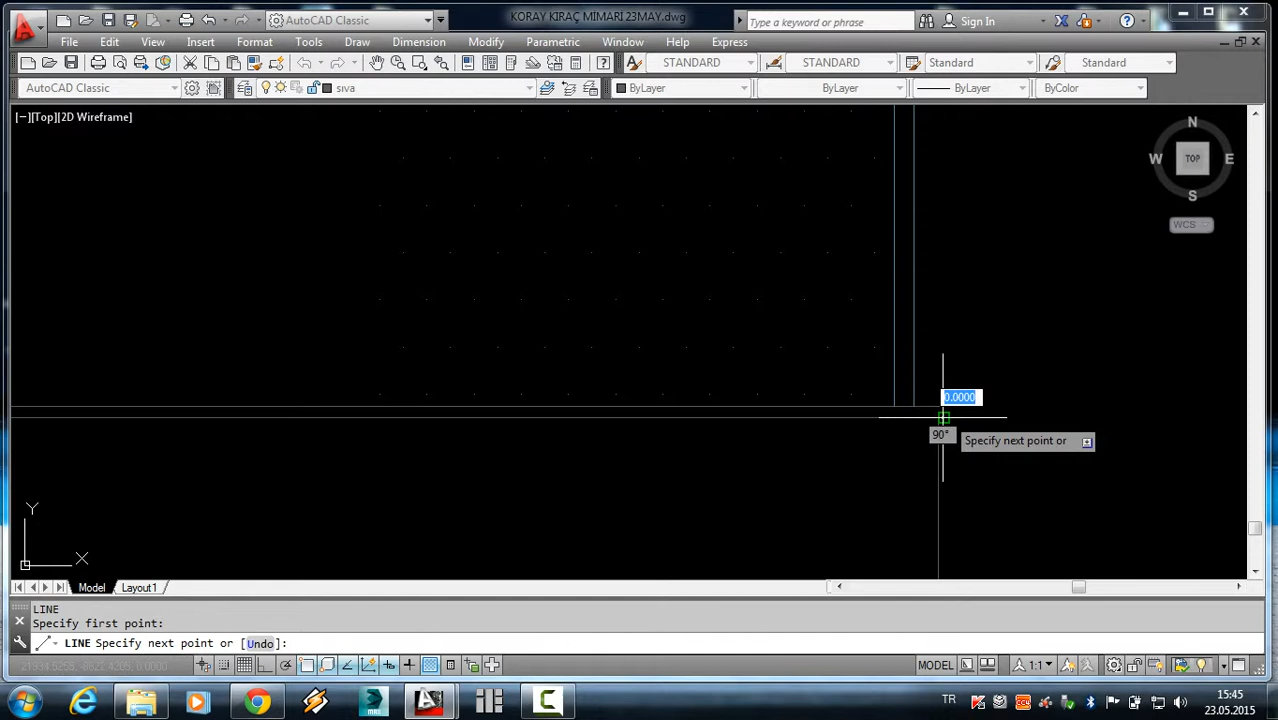 AutoCAD Classic
KORAY KIRAÇ MIMARI 23MAY.dwg
Type a keyword or phrase
Sign In
File Edit View Insert Format Tools Draw Dimension Modify Parametric Window Help Express
STANDARD STANDARD Standard Standard
AutoCAD Classic sıva ByLayer ByLayer ByLayer ByColor
[−][Top][2D Wireframe]
N
W TOP E
S
WCS
0.0000
90°
Specify next point or
Y
X
Model Layout1
LINE
Specify first point:
LINE Specify next point or [Undo]:
MODEL 1:1
TR
15:45
23.05.2015